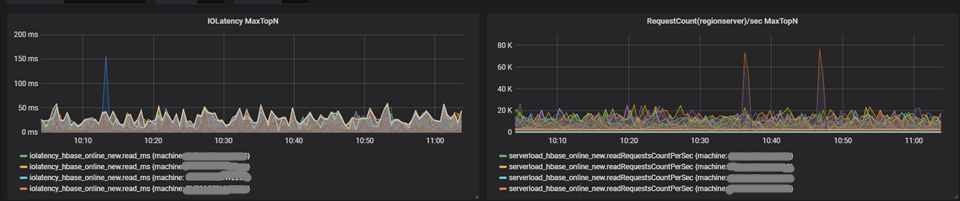 IOLatency MaxTopN
200 ms
150 ms
100 ms
50 ms
0 ms
10:10 10:20 10:30 10:40 10:50 11:00
iolatency_hbase_online_new.read_ms (machine:
iolatency_hbase_online_new.read_ms (machine:
iolatency_hbase_online_new.read_ms (machine:
iolatency_hbase_online_new.read_ms (machine:
RequestCount(regionserver)/sec MaxTopN
80 K
60 K
40 K
20 K
0
10:10 10:20 10:30 10:40 10:50 11:00
serverload_hbase_online_new.readRequestsCountPerSec (machine:
serverload_hbase_online_new.readRequestsCountPerSec (machine:
serverload_hbase_online_new.readRequestsCountPerSec (machine:
serverload_hbase_online_new.readRequestsCountPerSec (machine: